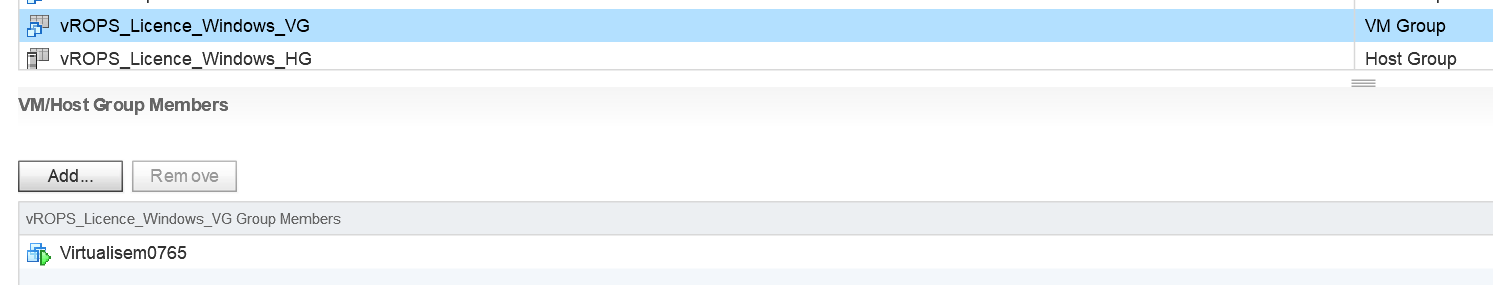 vROPS_Licence_Windows_VG VM Group
vROPS_Licence_Windows_HG Host Group
VM/Host Group Members
Add... Remove
vROPS_Licence_Windows_VG Group Members
Virtualisem0765